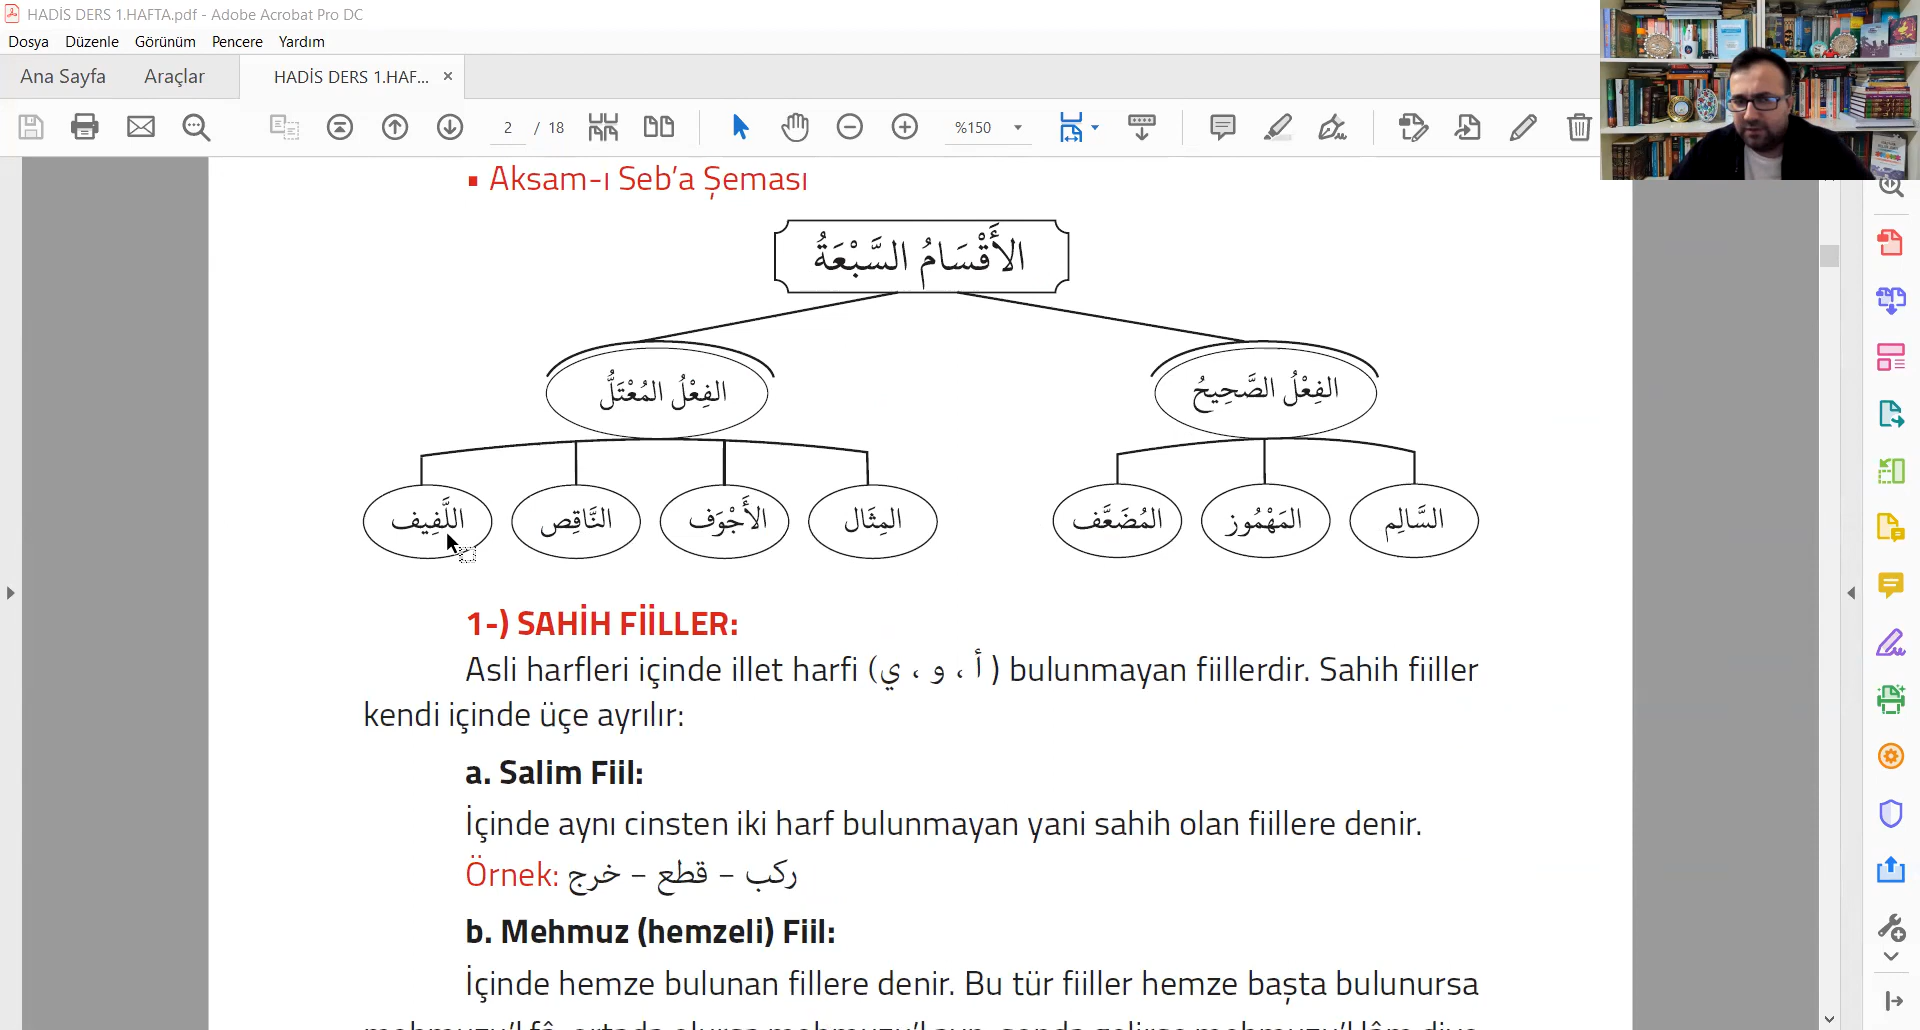 HADİS DERS 1.HAFTA.pdf - Adobe Acrobat Pro DC
Dosya Düzenle Görünüm Pencere Yardım
Ana Sayfa Araçlar HADİS DERS 1.HAF... ×
2 / 18 %150
▪ Aksam-ı Seb’a Şeması
الأَقْسَامُ السَّبْعَةُ
الفِعْلُ الصَّحِيحُ
الفِعْلُ المُعْتَلُّ
السَّالِم المَهْمُوز المُضَعَّف المِثَال الأَجْوَف النَّاقِص اللَّفِيف
1-) SAHİH FİİLLER:
Asli harfleri içinde illet harfi (أ ، و ، ي) bulunmayan fiillerdir. Sahih fiiller
kendi içinde üçe ayrılır:
a. Salim Fiil:
İçinde aynı cinsten iki harf bulunmayan yani sahih olan fiillere denir.
Örnek: ركب – قطع – خرج
b. Mehmuz (hemzeli) Fiil:
İçinde hemze bulunan fillere denir. Bu tür fiiller hemze başta bulunursa